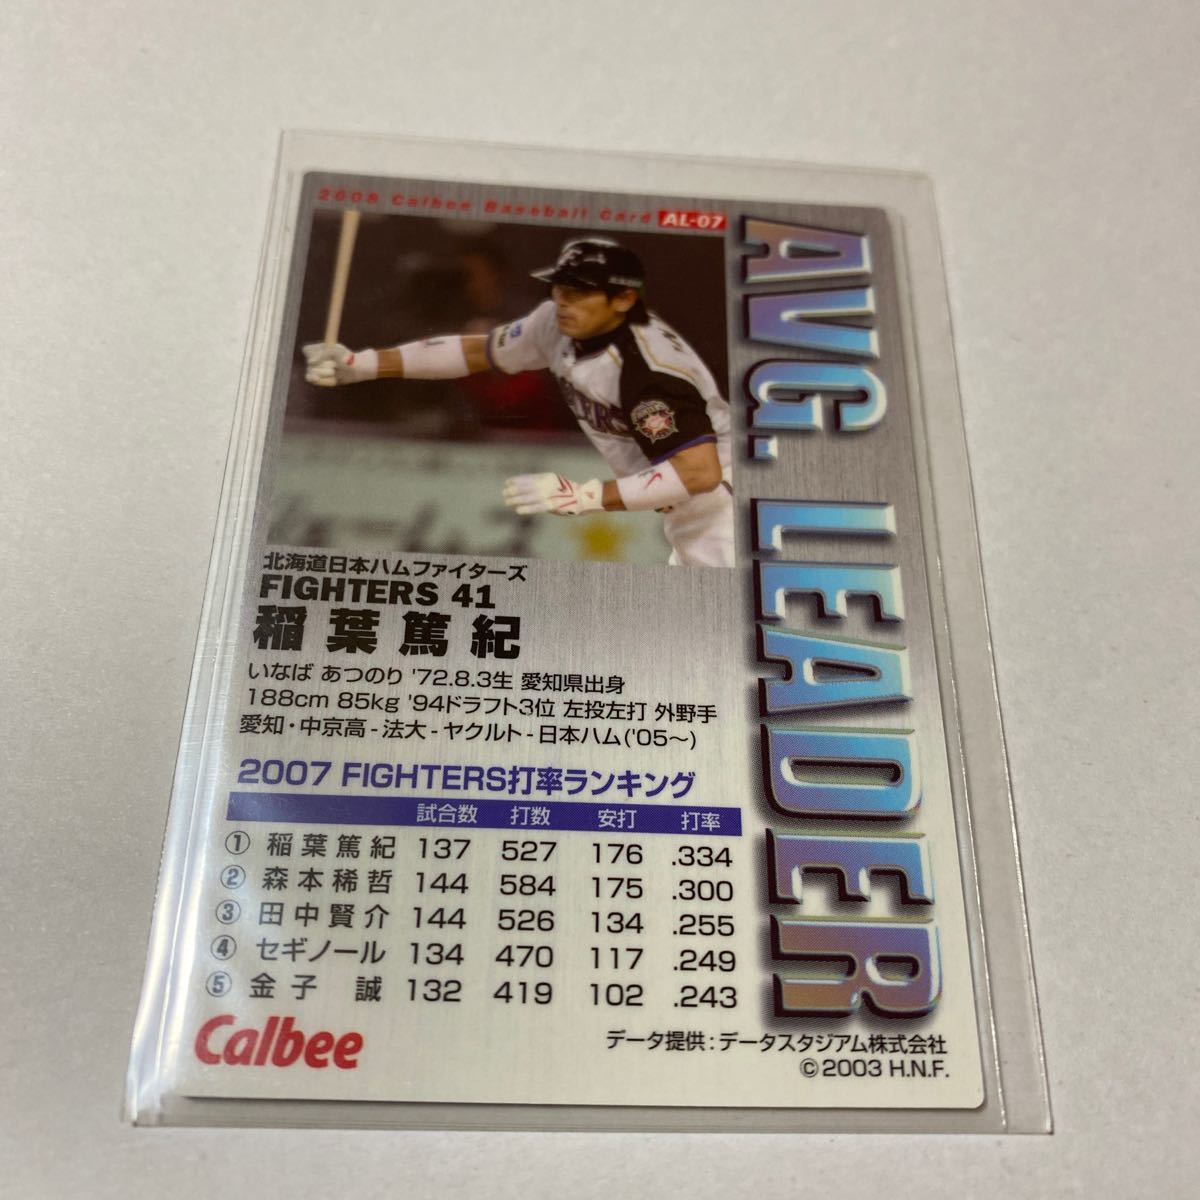 2008 Calbee Baseball Card AL-07
AVG. LEADER
FIGHTERS
北海道日本ハムファイターズ
FIGHTERS 41
稲葉篤紀
いなば あつのり '72.8.3生 愛知県出身
188cm 85kg '94ドラフト3位 左投左打 外野手
愛知・中京高-法大-ヤクルト-日本ハム('05〜)
2007 FIGHTERS打率ランキング
試合数 打数 安打 打率
① 稲葉篤紀 137 527 176 .334
② 森本稀哲 144 584 175 .300
③ 田中賢介 144 526 134 .255
④ セギノール 134 470 117 .249
⑤ 金子 誠 132 419 102 .243
Calbee
データ提供：データスタジアム株式会社
©2003 H.N.F.